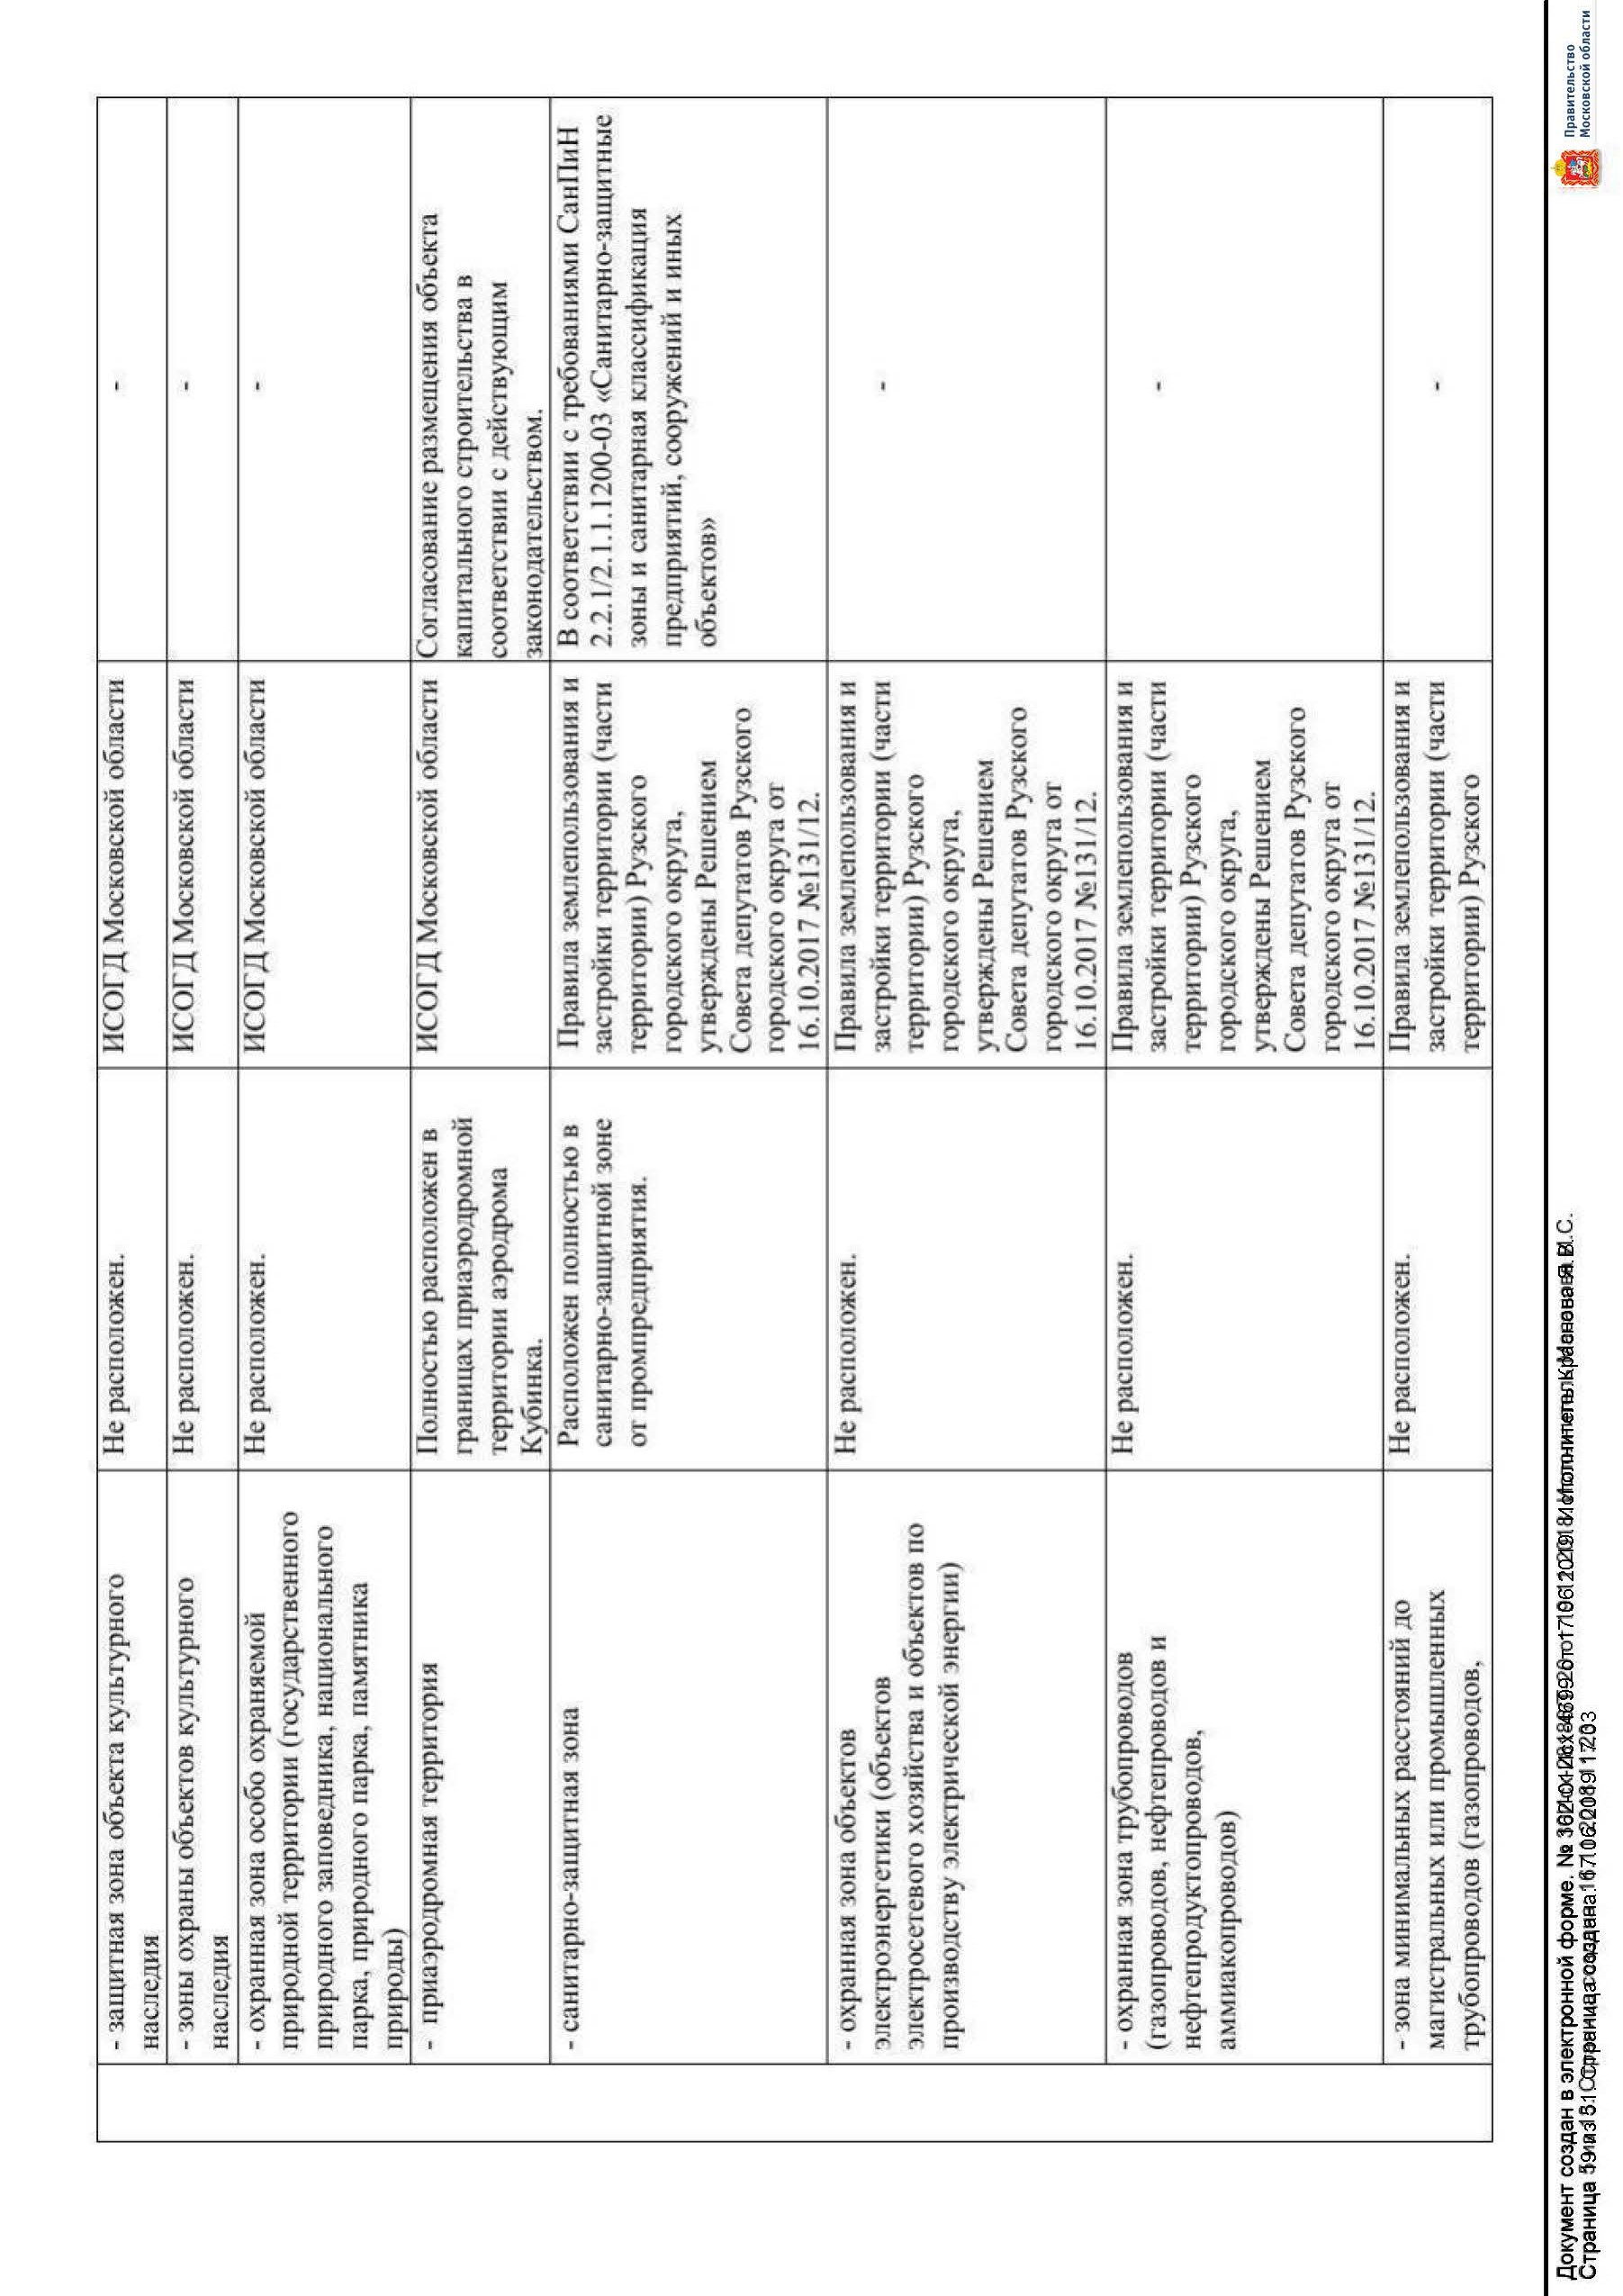 - защитная зона объекта культурного
наследия
Не расположен.
ИСОГД Московской области
-
- зоны охраны объектов культурного
наследия
Не расположен.
ИСОГД Московской области
-
- охранная зона особо охраняемой
природной территории (государственного
природного заповедника, национального
парка, природного парка, памятника
природы)
Не расположен.
ИСОГД Московской области
-
- приаэродромная территория
Полностью расположен в
границах приаэродромной
территории аэродрома
Кубинка.
ИСОГД Московской области
Согласование размещения объекта
капитального строительства в
соответствии с действующим
законодательством.
- санитарно-защитная зона
Расположен полностью в
санитарно-защитной зоне
от промпредприятия.
Правила землепользования и
застройки территории (части
территории) Рузского
городского округа,
утверждены Решением
Совета депутатов Рузского
городского округа от
16.10.2017 №131/12.
В соответствии с требованиями СанПиН
2.2.1/2.1.1.1200-03 «Санитарно-защитные
зоны и санитарная классификация
предприятий, сооружений и иных
объектов»
- охранная зона объектов
электроэнергетики (объектов
электросетевого хозяйства и объектов по
производству электрической энергии)
Не расположен.
Правила землепользования и
застройки территории (части
территории) Рузского
городского округа,
утверждены Решением
Совета депутатов Рузского
городского округа от
16.10.2017 №131/12.
-
- охранная зона трубопроводов
(газопроводов, нефтепроводов и
нефтепродуктопроводов,
аммиакопроводов)
Не расположен.
Правила землепользования и
застройки территории (части
территории) Рузского
городского округа,
утверждены Решением
Совета депутатов Рузского
городского округа от
16.10.2017 №131/12.
-
- зона минимальных расстояний до
магистральных или промышленных
трубопроводов (газопроводов,
Не расположен.
Правила землепользования и
застройки территории (части
территории) Рузского
-
Документ создан в электронной форме. №
Страница
Правительство
Московской области